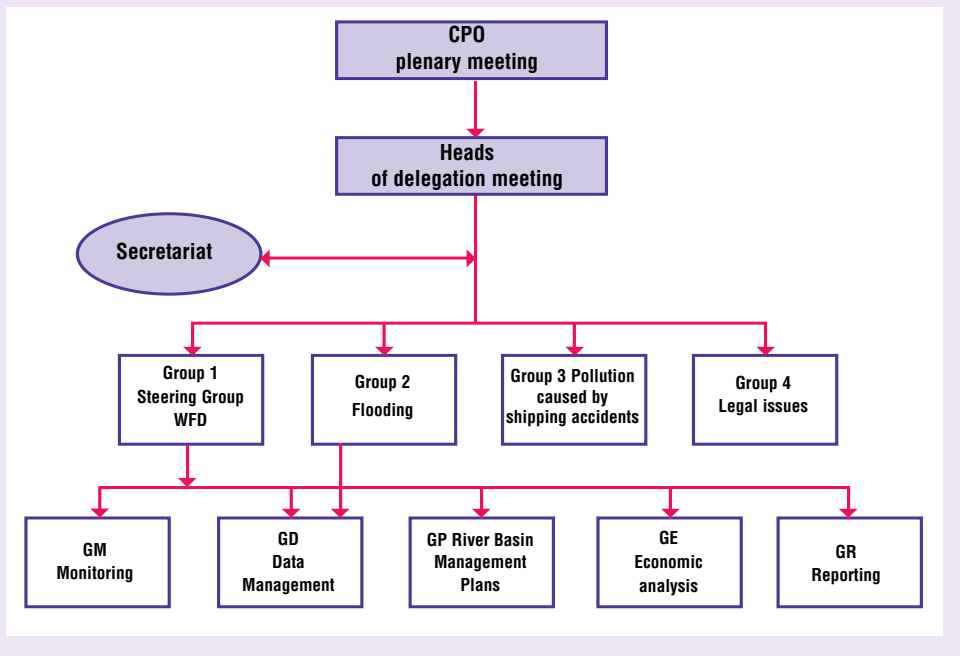 CPO
plenary meeting
Heads
of delegation meeting
Secretariat
Group 1
Steering Group
WFD
Group 2
Flooding
Group 3 Pollution
caused by
shipping accidents
Group 4
Legal issues
GM
Monitoring
GD
Data
Management
GP River Basin
Management
Plans
GE
Economic
analysis
GR
Reporting